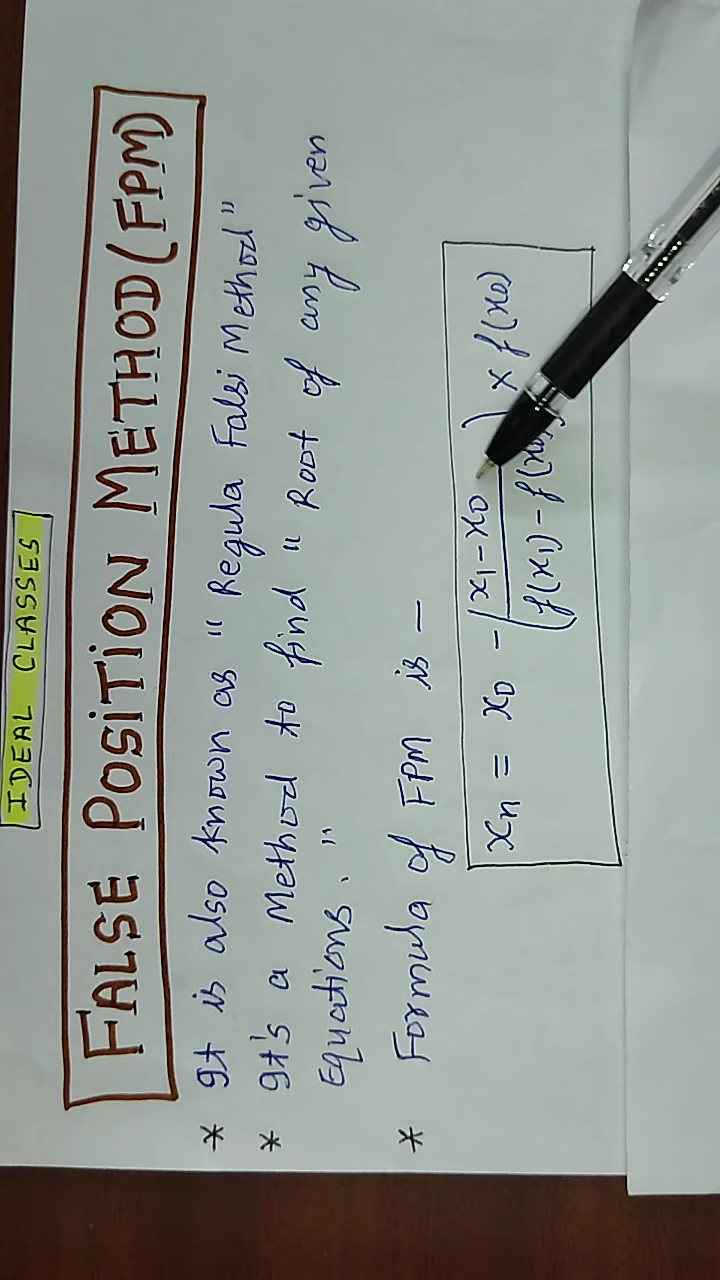 IDEAL CLASSES
FALSE POSITION METHOD (FPM)
* It is also known as "Regula Falsi Method"
* It's a Method to find "Root of any given
Equations."
* Formula of FPM is —
xn = x0 - (x1 - x0 / f(x1) - f(x0)) × f(x0)